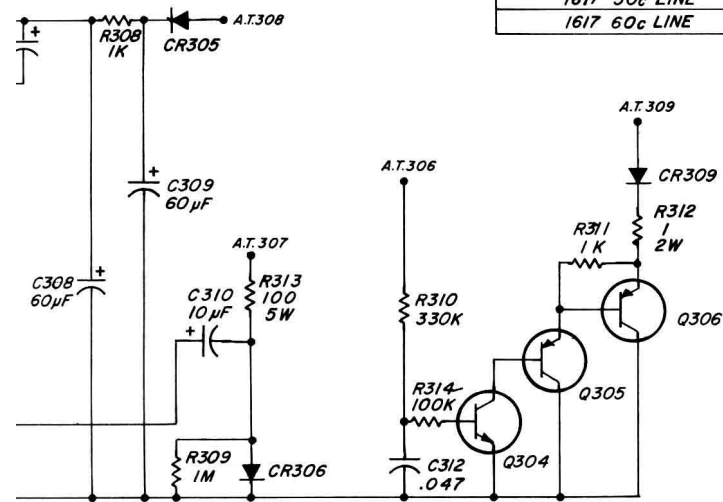 1617 50c LINE
1617 60c LINE
A.T.308
R308
1K
CR305
A.T.309
A.T.306
CR309
C309
60µF
R312
1
2W
R311
1K
A.T.307
C308
60µF
C310
10µF
R313
100
5W
R310
330K
Q306
Q305
R314
100K
R309
1M
CR306
C312
.047
Q304
+
+
+
+